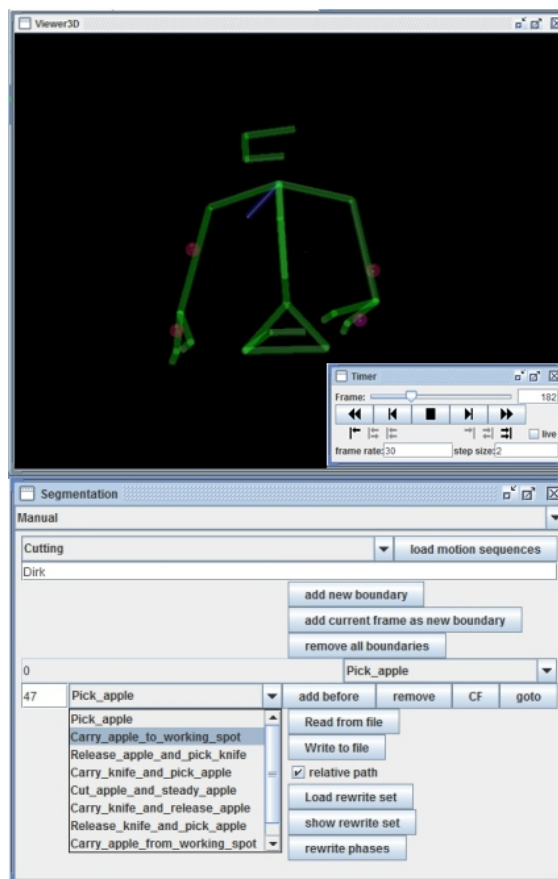 Viewer3D
Timer
Frame: 182
live
frame rate:30 step size:2
Segmentation
Manual
Cutting load motion sequences
Dirk
add new boundary
add current frame as new boundary
remove all boundaries
0 Pick_apple
47 Pick_apple add before remove CF goto
Pick_apple Read from file
Carry_apple_to_working_spot
Release_apple_and_pick_knife Write to file
Carry_knife_and_pick_apple relative path
Cut_apple_and_steady_apple Load rewrite set
Carry_knife_and_release_apple
Release_knife_and_pick_apple show rewrite set
Carry_apple_from_working_spot rewrite phases